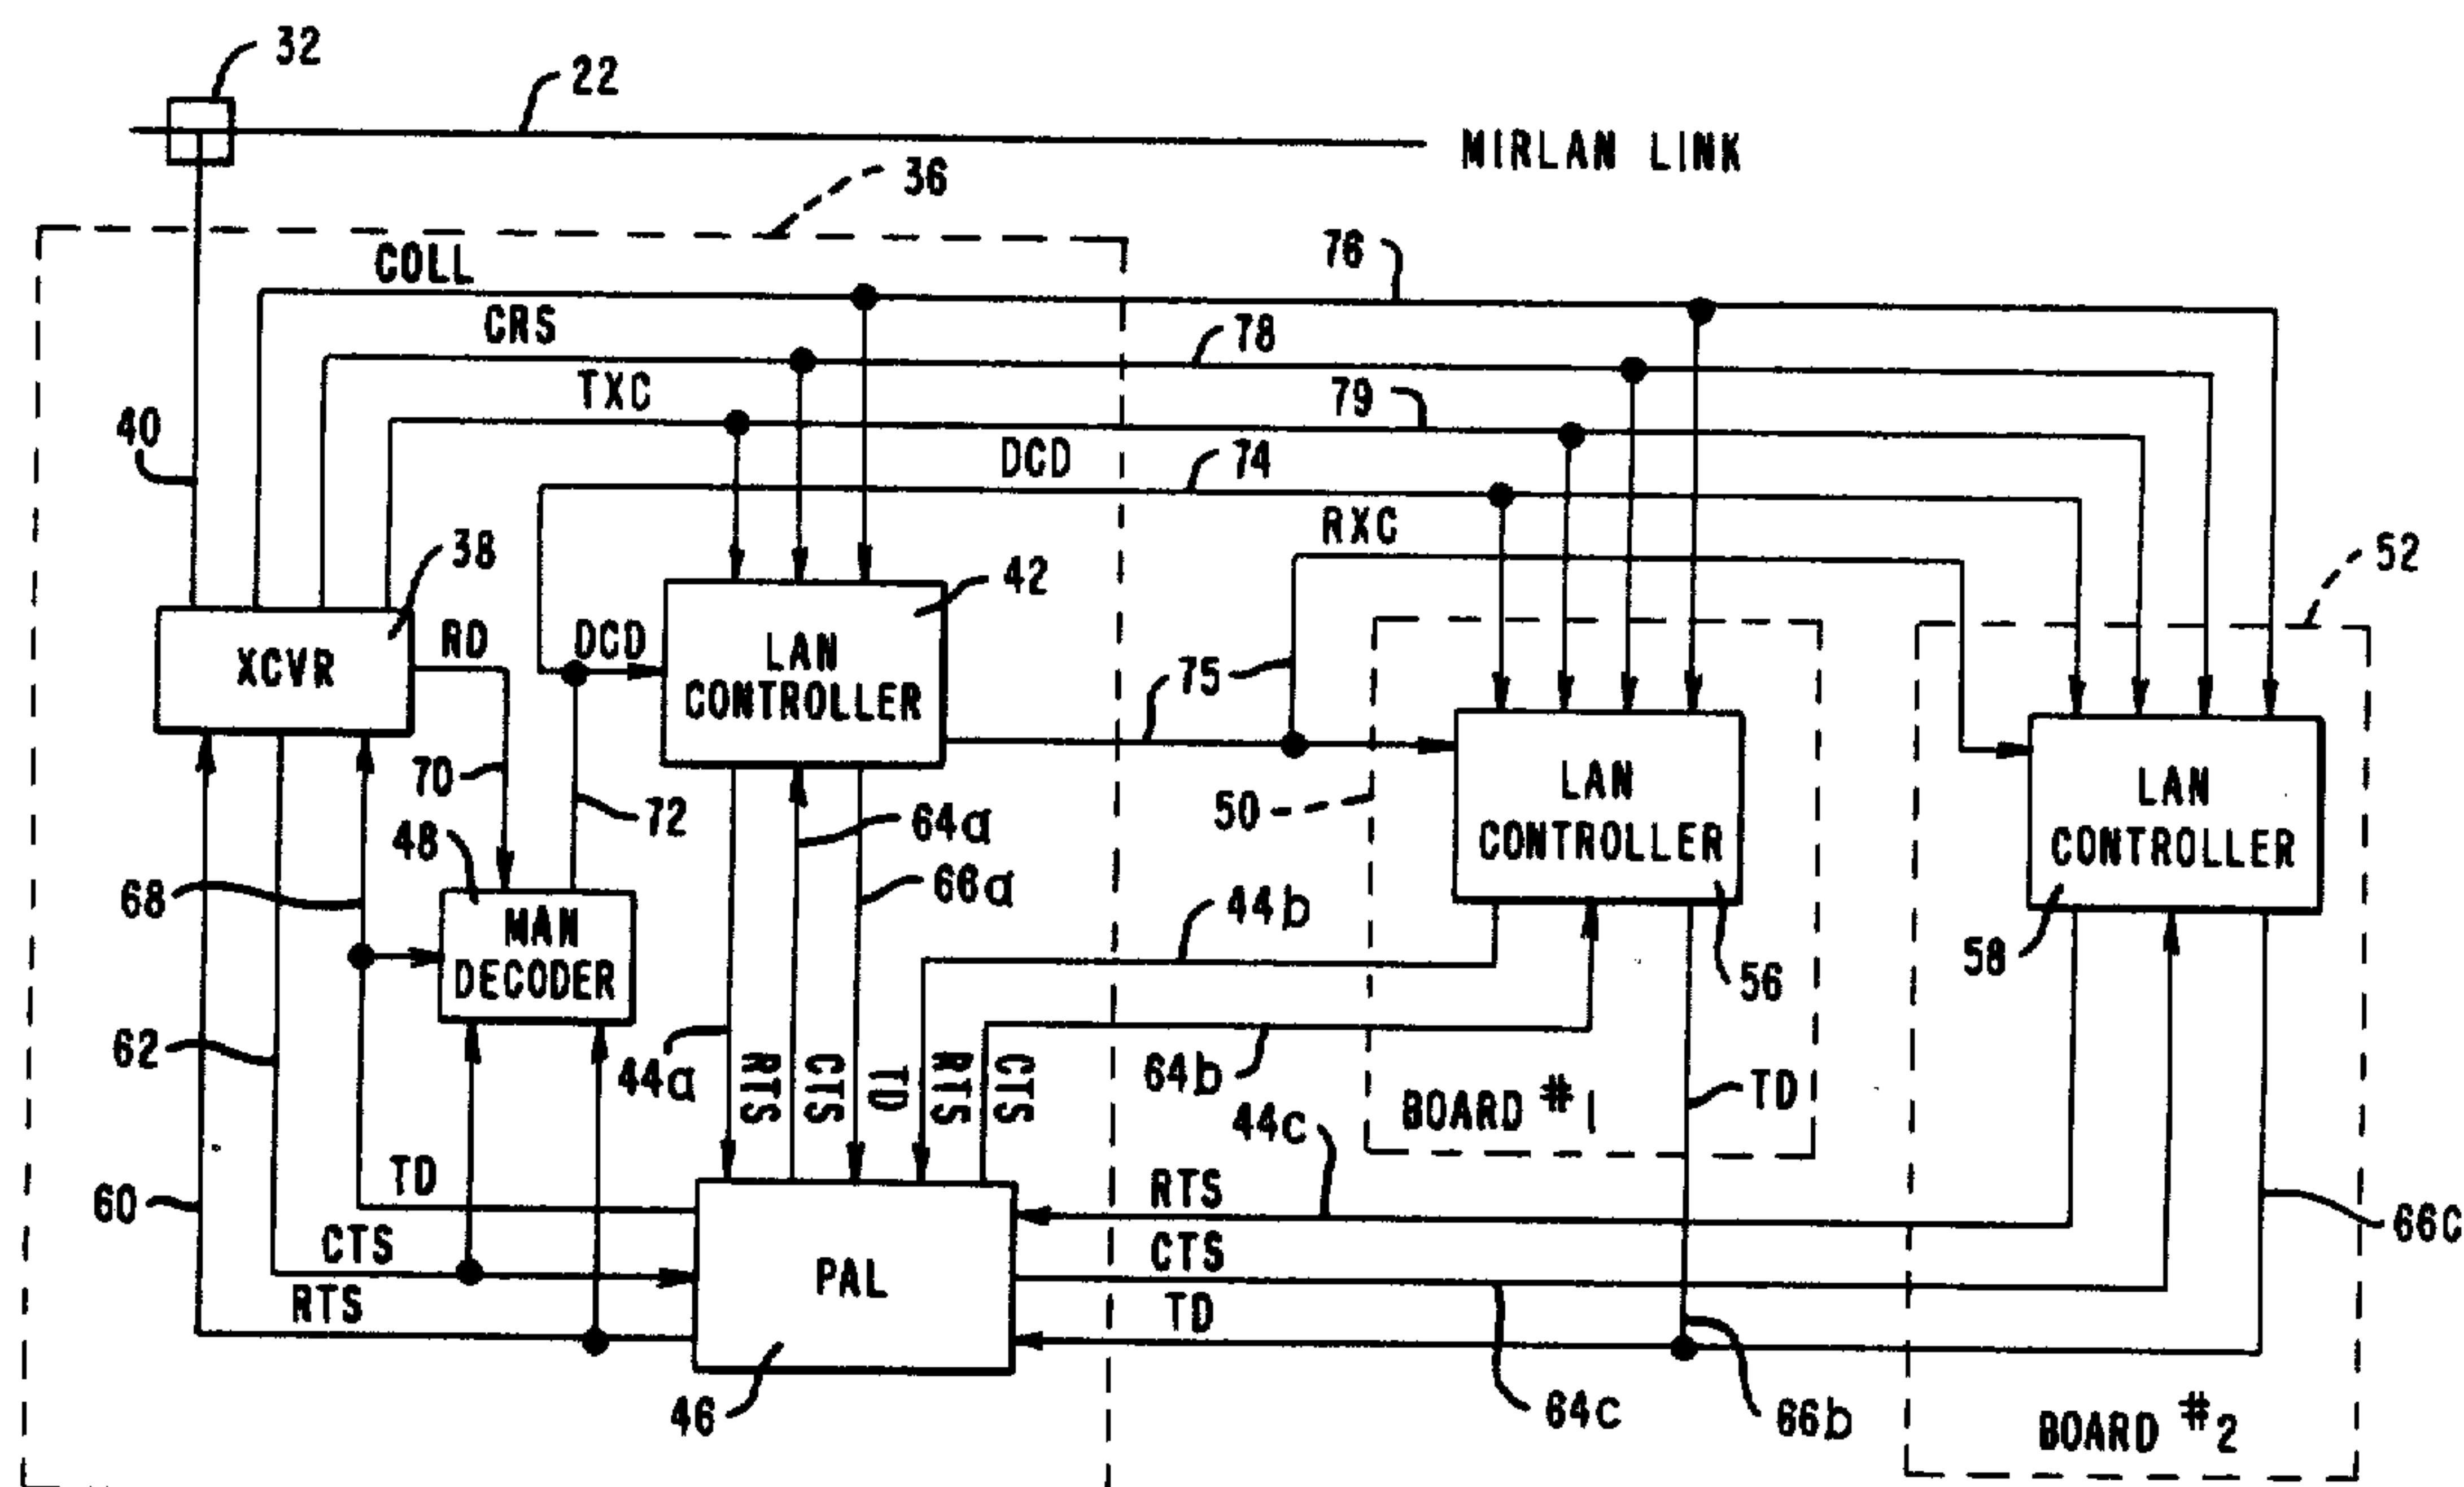 32
22
MIRLAN LINK
36
COLL
76
CRS
78
TXC
79
40
DCD
74
RXC
38
52
42
RD
DCD
XCVR
LAN
CONTROLLER
75
70
72
50
LAN
CONTROLLER
LAN
CONTROLLER
48
64a
68
66a
44b
MAN
DECODER
56
58
62
44a
RTS
CTS
TD
RTS
CTS
64b
TD
BOARD #1
44c
60
TD
RTS
66c
CTS
CTS
PAL
RTS
TD
46
64c
66b
BOARD #2